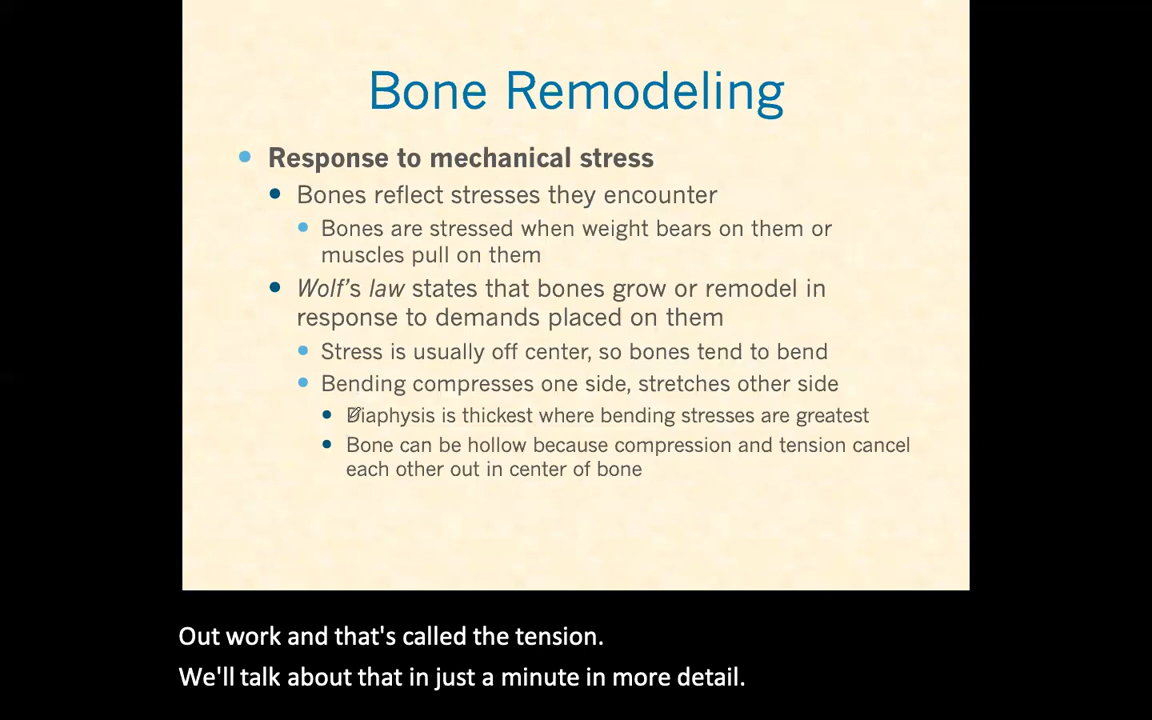 Bone Remodeling
Response to mechanical stress
Bones reflect stresses they encounter
Bones are stressed when weight bears on them or
muscles pull on them
Wolf's law states that bones grow or remodel in
response to demands placed on them
Stress is usually off center, so bones tend to bend
Bending compresses one side, stretches other side
Diaphysis is thickest where bending stresses are greatest
Bone can be hollow because compression and tension cancel
each other out in center of bone
Out work and that's called the tension.
We'll talk about that in just a minute in more detail.